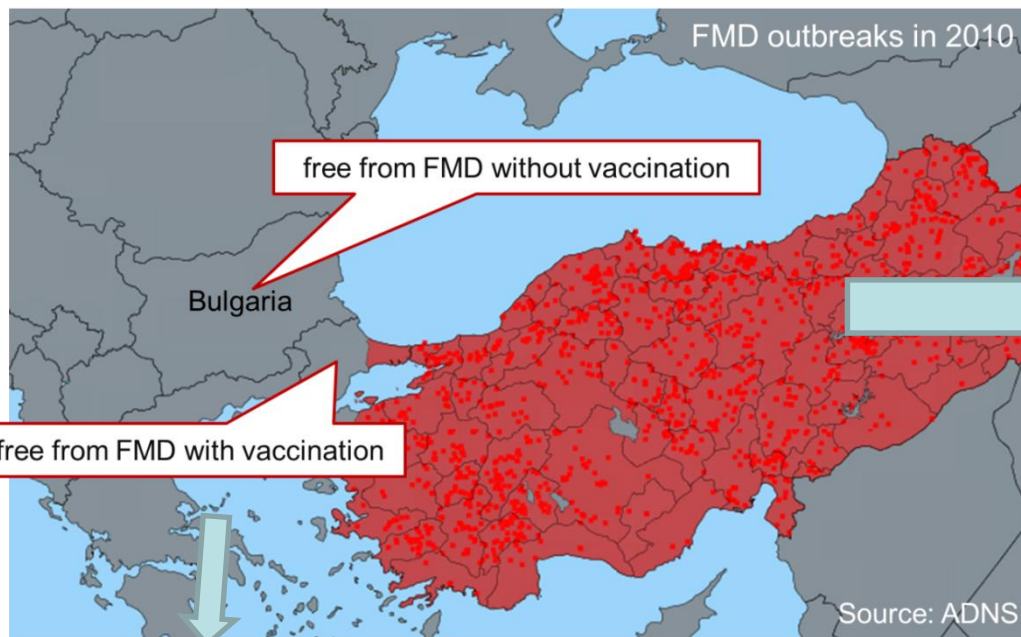 FMD outbreaks in 2010
free from FMD without vaccination
Bulgaria
free from FMD with vaccination
Source: ADNS